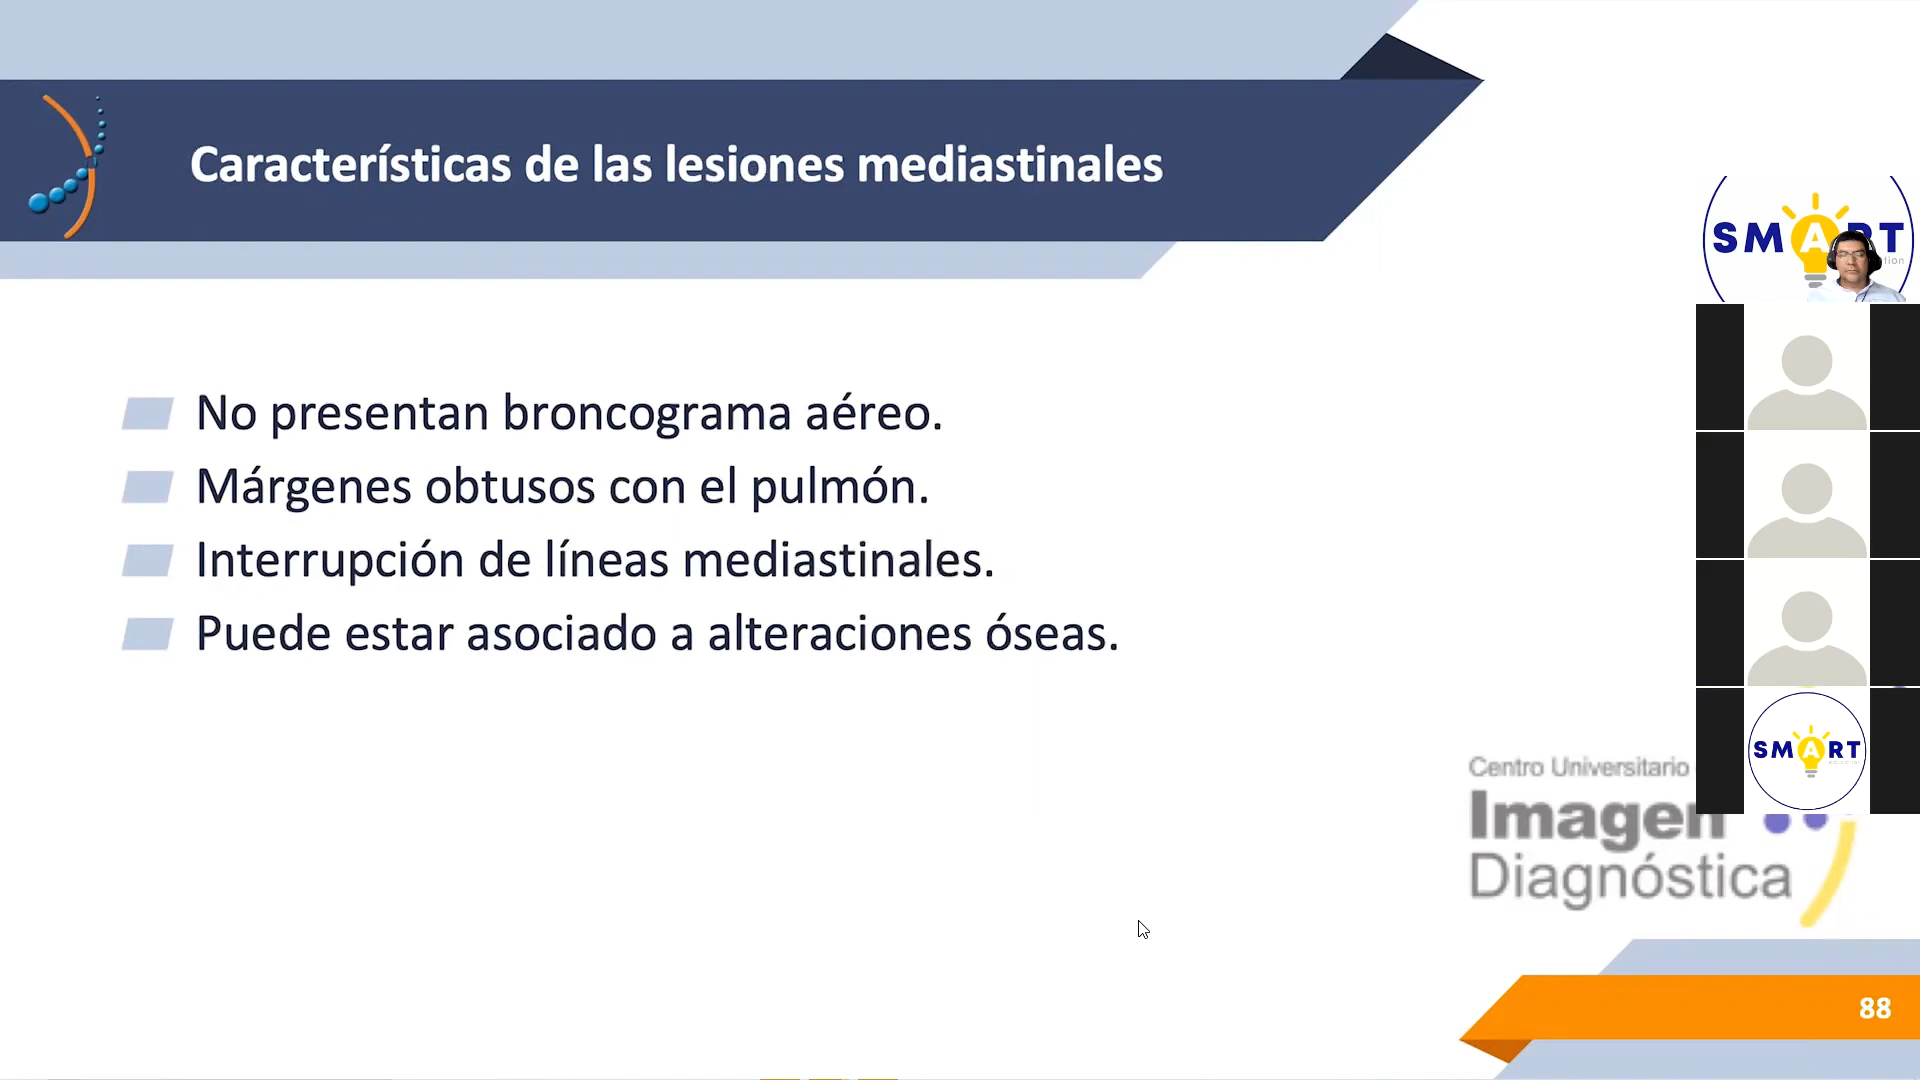 Características de las lesiones mediastinales
SMART
No presentan broncograma aéreo.
Márgenes obtusos con el pulmón.
Interrupción de líneas mediastinales.
Puede estar asociado a alteraciones óseas.
SMART
Centro Universitario
Imagen
Diagnóstica
88